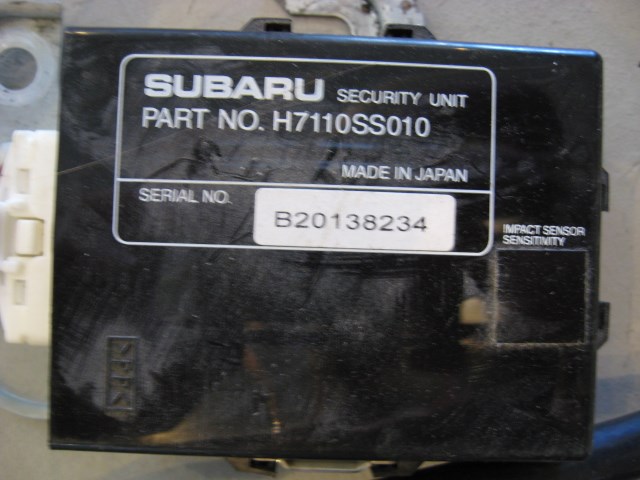 SUBARU SECURITY UNIT
PART NO. H7110SS010
MADE IN JAPAN
SERIAL NO. B20138234
IMPACT SENSOR
SENSITIVITY